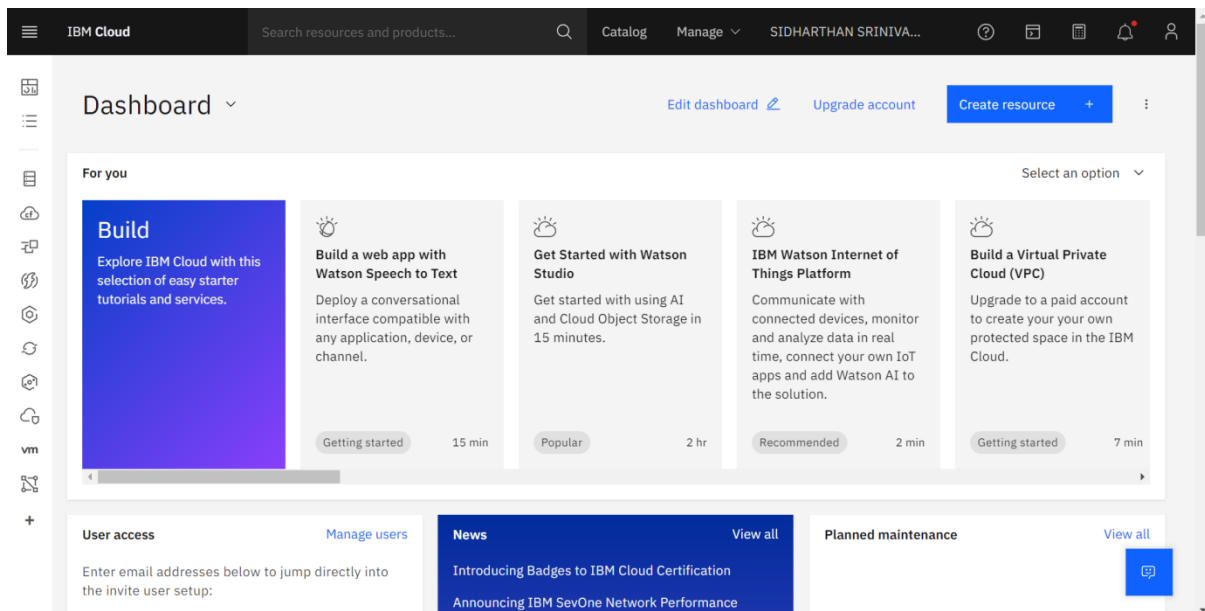 IBM Cloud
Search resources and products...
Catalog
Manage
SIDHARTHAN SRINIVA...
Dashboard
Edit dashboard
Upgrade account
Create resource +
For you
Select an option
Build
Explore IBM Cloud with this
selection of easy starter
tutorials and services.
Build a web app with
Watson Speech to Text
Deploy a conversational
interface compatible with
any application, device, or
channel.
Getting started
15 min
Get Started with Watson
Studio
Get started with using AI
and Cloud Object Storage in
15 minutes.
Popular
2 hr
IBM Watson Internet of
Things Platform
Communicate with
connected devices, monitor
and analyze data in real
time, connect your own IoT
apps and add Watson AI to
the solution.
Recommended
2 min
Build a Virtual Private
Cloud (VPC)
Upgrade to a paid account
to create your your own
protected space in the IBM
Cloud.
Getting started
7 min
vm
User access
Manage users
Enter email addresses below to jump directly into
the invite user setup:
News
View all
Introducing Badges to IBM Cloud Certification
Announcing IBM SevOne Network Performance
Planned maintenance
View all